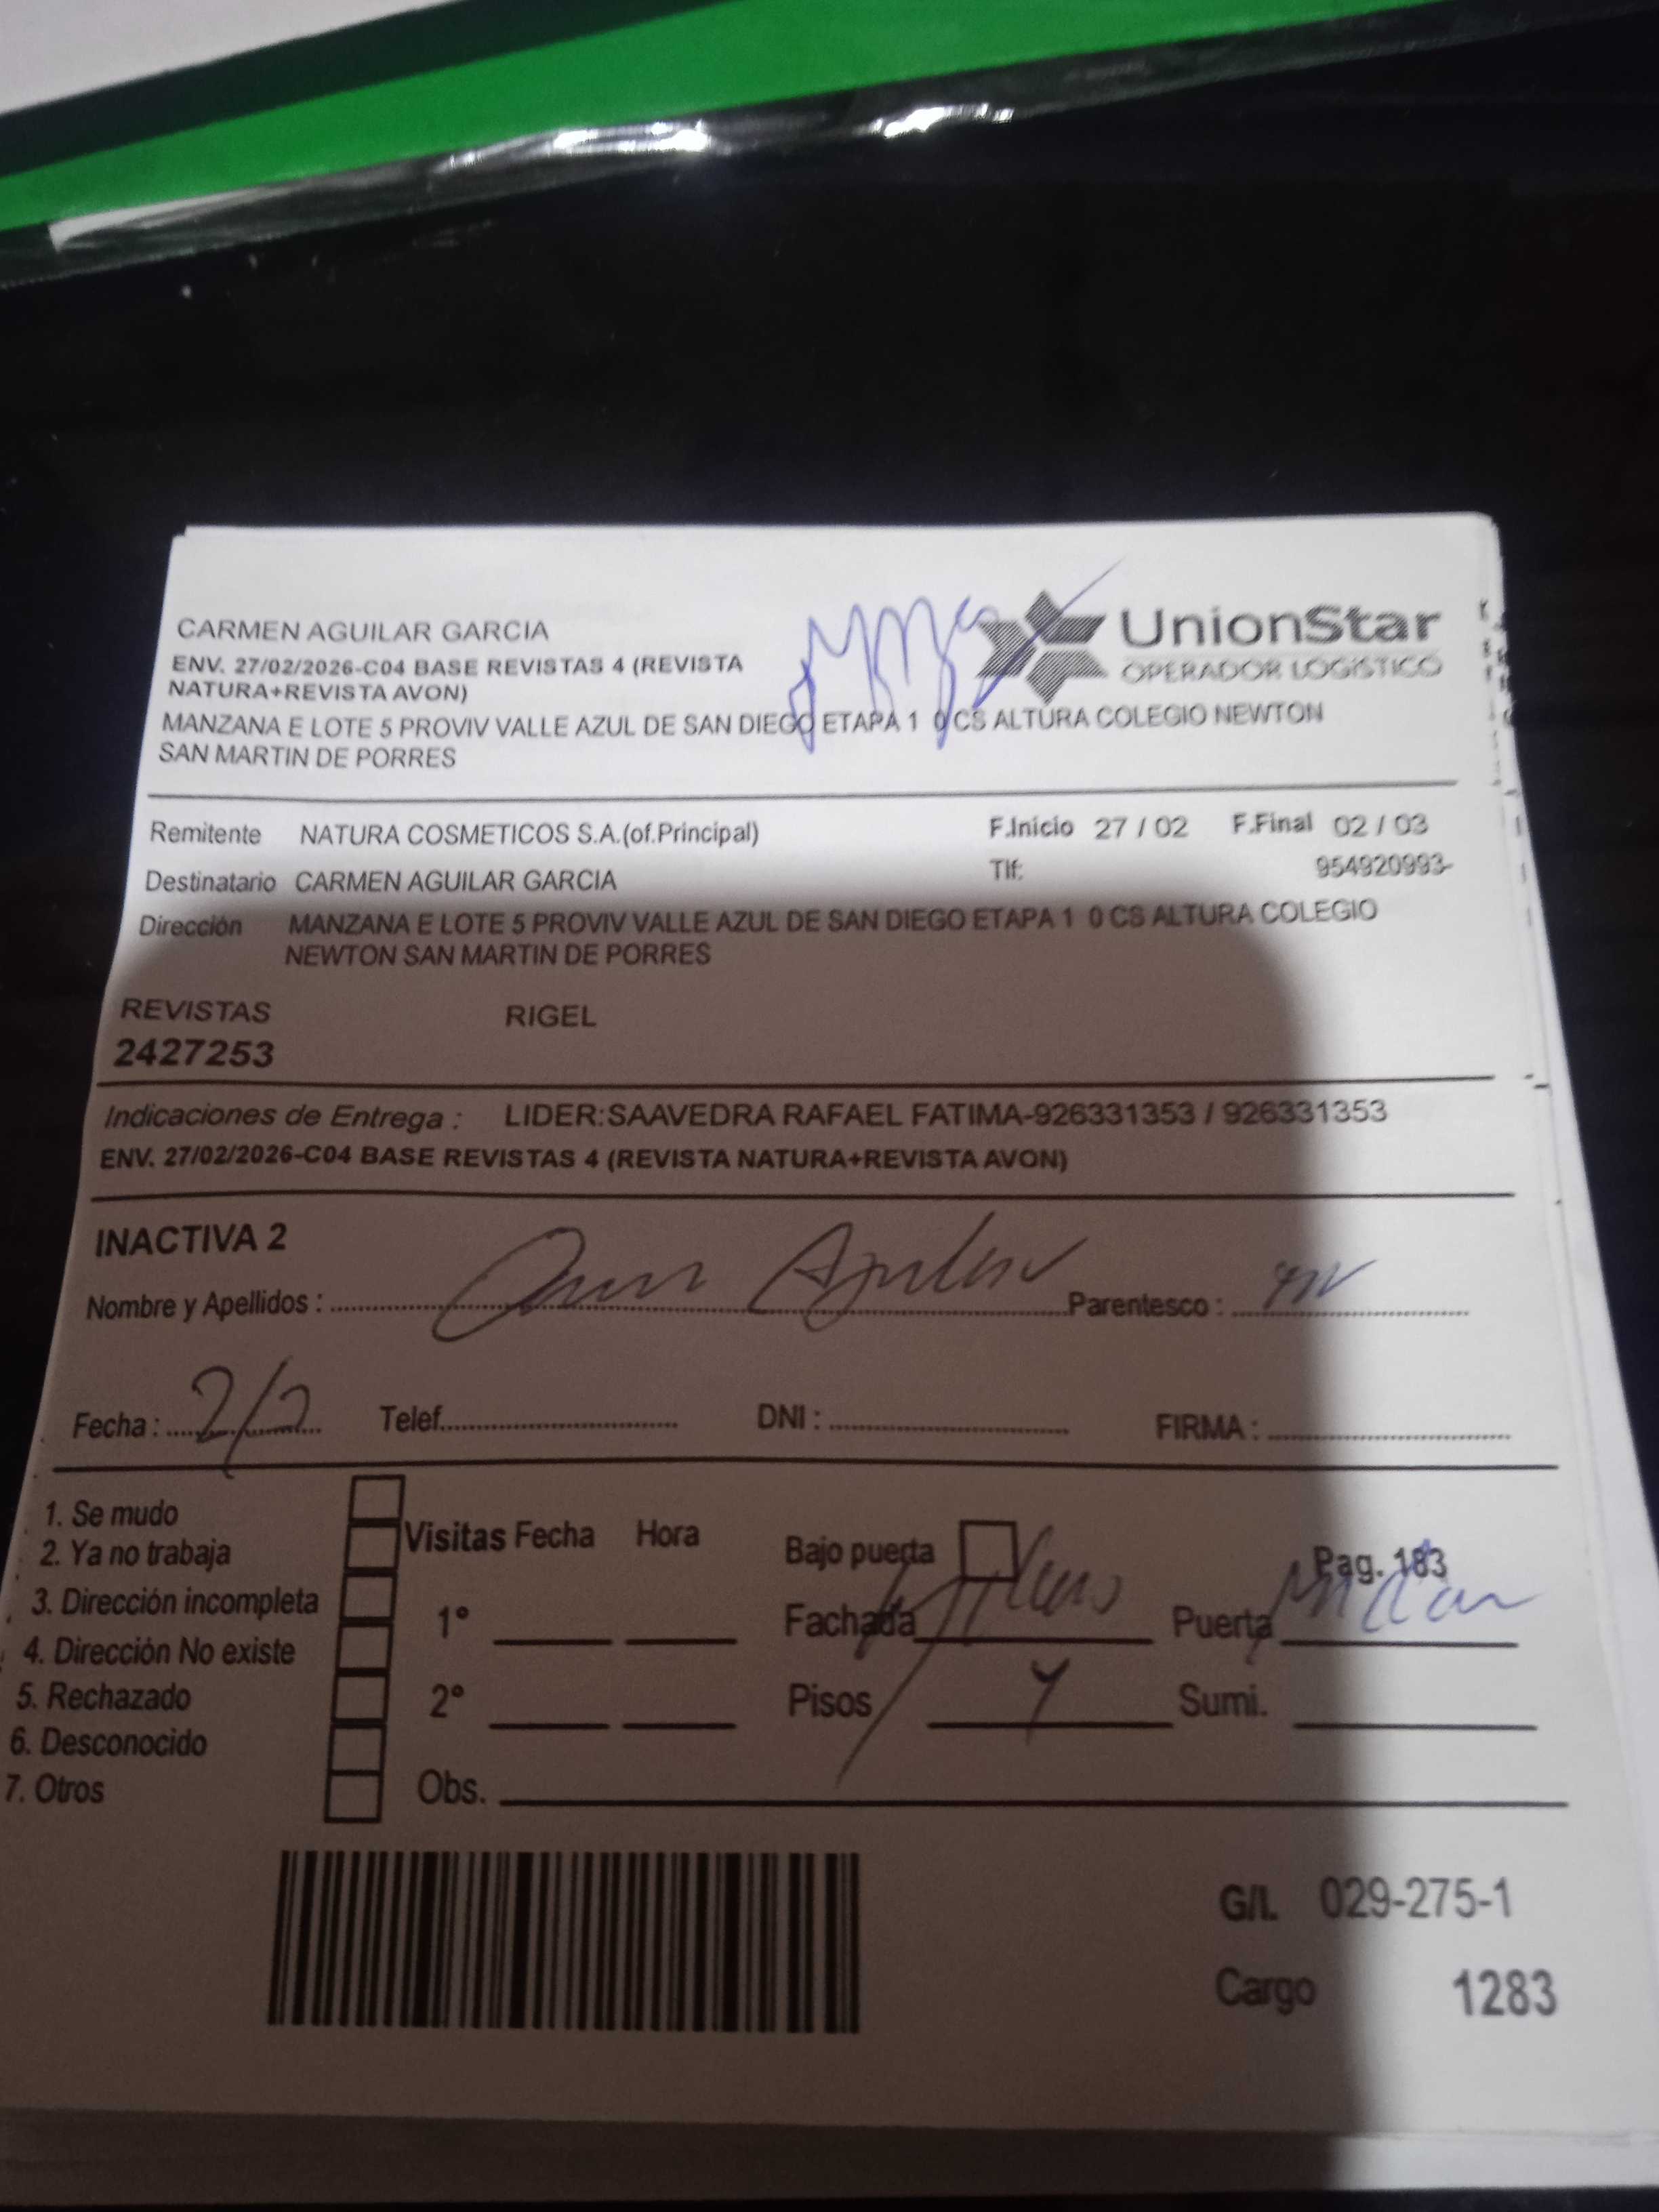 CARMEN AGUILAR GARCIA
UnionStar
OPERADOR LOGISTICO
ENV. 27/02/2026-C04 BASE REVISTAS 4 (REVISTA
NATURA+REVISTA AVON)
MANZANA E LOTE 5 PROVIV VALLE AZUL DE SAN DIEGO ETAPA 1 0 CS ALTURA COLEGIO NEWTON
SAN MARTIN DE PORRES
Remitente NATURA COSMETICOS S.A.(of.Principal) F.Inicio 27 / 02 F.Final 02 / 03
Destinatario CARMEN AGUILAR GARCIA Tlf: 954920993-
Dirección MANZANA E LOTE 5 PROVIV VALLE AZUL DE SAN DIEGO ETAPA 1 0 CS ALTURA COLEGIO
NEWTON SAN MARTIN DE PORRES
REVISTAS RIGEL
2427253
Indicaciones de Entrega : LIDER:SAAVEDRA RAFAEL FATIMA-926331353 / 926331353
ENV. 27/02/2026-C04 BASE REVISTAS 4 (REVISTA NATURA+REVISTA AVON)
INACTIVA 2
Nombre y Apellidos : Parentesco :
Fecha : Telef. DNI : FIRMA :
1. Se mudo
2. Ya no trabaja
3. Dirección incompleta
4. Dirección No existe
5. Rechazado
6. Desconocido
7. Otros
Visitas Fecha Hora
1°
2°
Obs.
Bajo puerta Pag. 183
Fachada Puerta
Pisos Sumi.
G/L 029-275-1
Cargo 1283